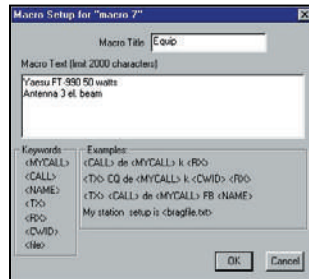 Macro Setup for "macro 7"
Macro Title Equip
Macro Text (limit 2000 characters)
Yaesu FT-990 50 watts
Antenna 3 el. beam
Keywords
<MYCALL>
<CALL>
<NAME>
<TX>
<RX>
<CWID>
<file>
Examples:
<CALL> de <MYCALL> k <RX>
<TX> CQ de <MYCALL> k <CWID> <RX>
<TX> <CALL> de <MYCALL> FB <NAME>
My station setup is <bragfile.txt>
OK Cancel